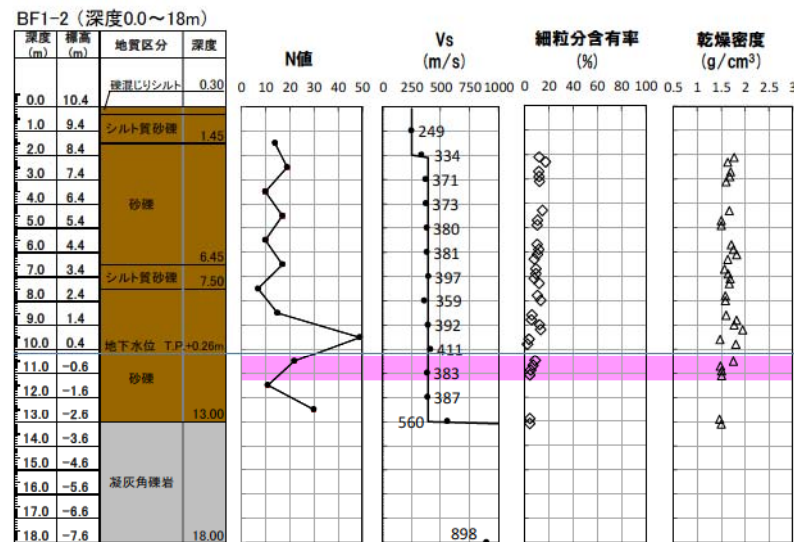 BF1-2（深度0.0～18m）
深度 標高 地質区分 深度
(m) (m)
N値
Vs
(m/s)
細粒分含有率
(%)
乾燥密度
(g/cm³)
礫混じりシルト 0.30
0 10 20 30 40 50
0 250 500 750 1000
0 20 40 60 80 100
0.5 1 1.5 2 2.5 3
0.0 10.4
1.0 9.4
シルト質砂礫 1.45
249
2.0 8.4
334
3.0 7.4
371
4.0 6.4
砂礫
373
5.0 5.4
380
6.0 4.4
6.45
381
7.0 3.4
シルト質砂礫 7.50
397
8.0 2.4
359
9.0 1.4
392
10.0 0.4
地下水位 T.P.+0.26m
411
11.0 -0.6
砂礫
383
12.0 -1.6
387
13.0 -2.6
13.00
560
14.0 -3.6
15.0 -4.6
凝灰角礫岩
16.0 -5.6
17.0 -6.6
18.0 -7.6
18.00
898